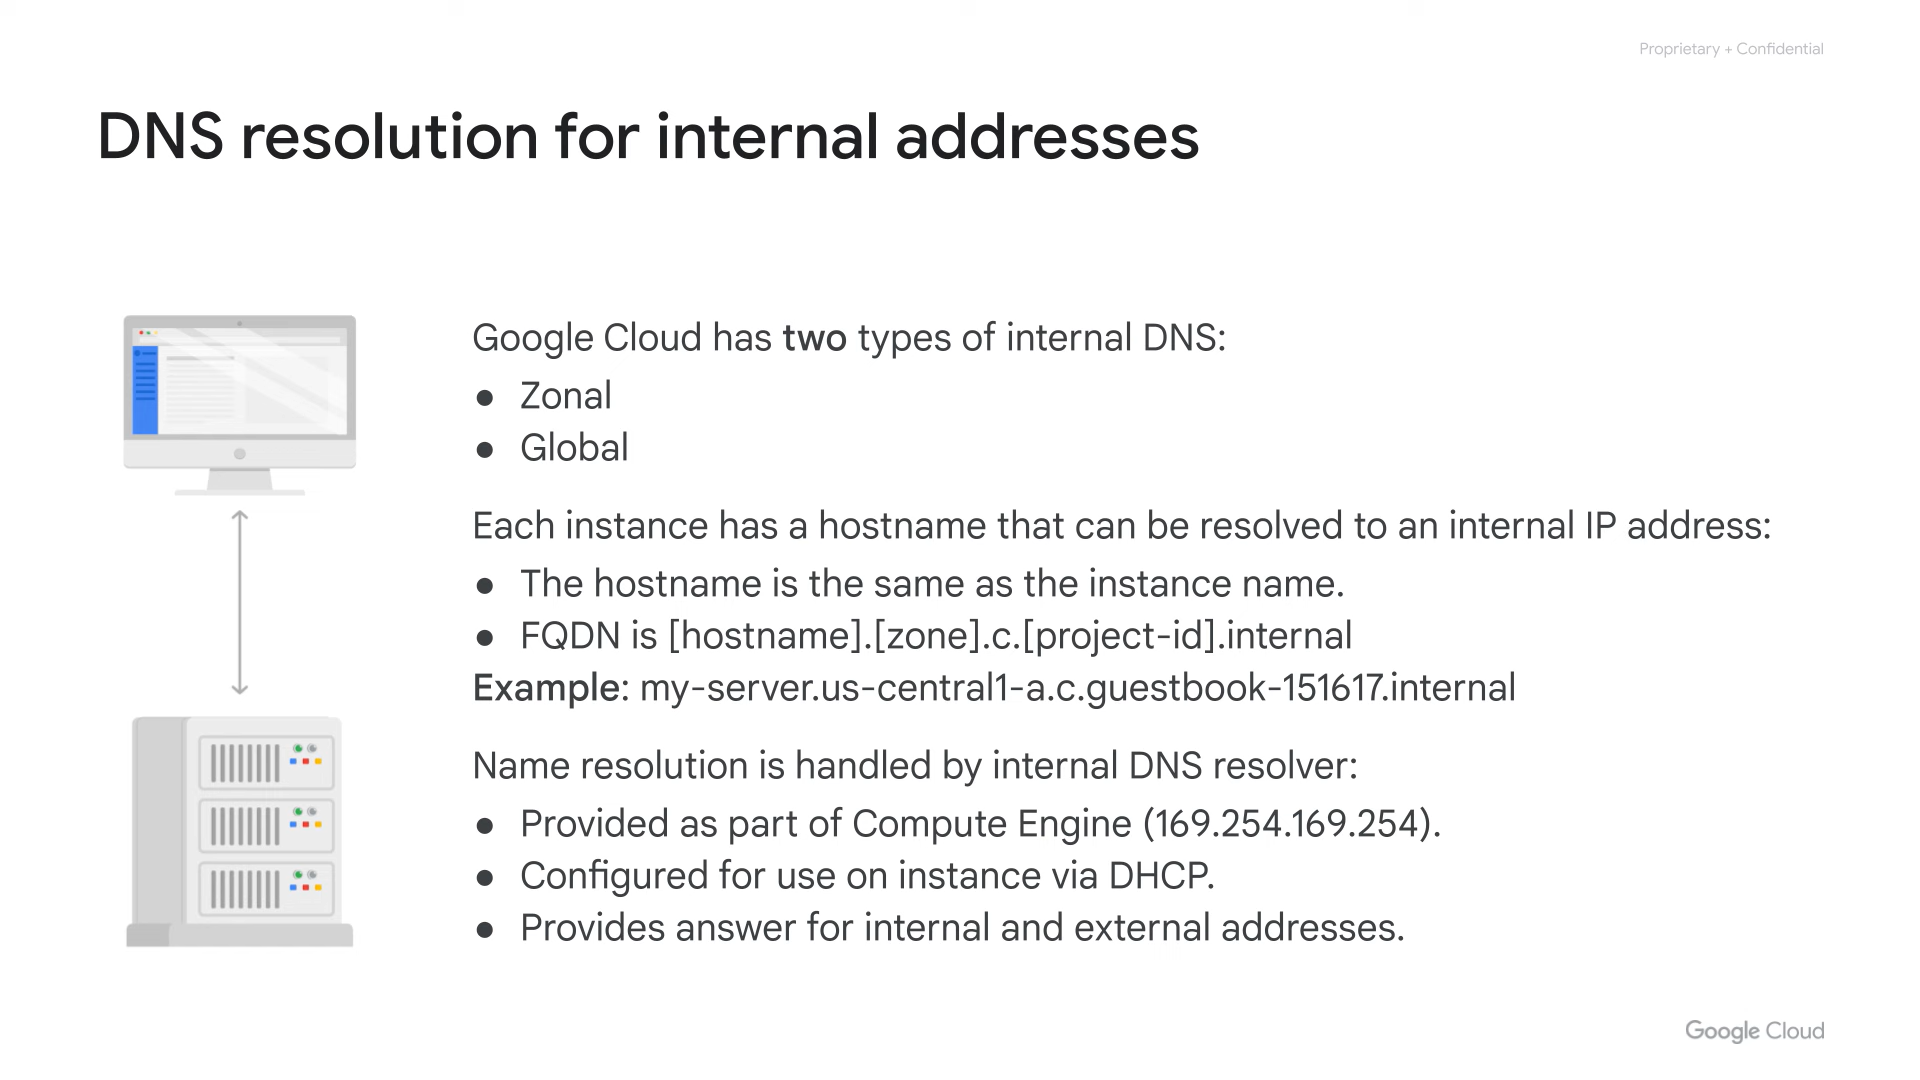 Proprietary + Confidential
DNS resolution for internal addresses
Google Cloud has two types of internal DNS:
● Zonal
● Global
Each instance has a hostname that can be resolved to an internal IP address:
● The hostname is the same as the instance name.
● FQDN is [hostname].[zone].c.[project-id].internal
Example: my-server.us-central1-a.c.guestbook-151617.internal
Name resolution is handled by internal DNS resolver:
● Provided as part of Compute Engine (169.254.169.254).
● Configured for use on instance via DHCP.
● Provides answer for internal and external addresses.
Google Cloud